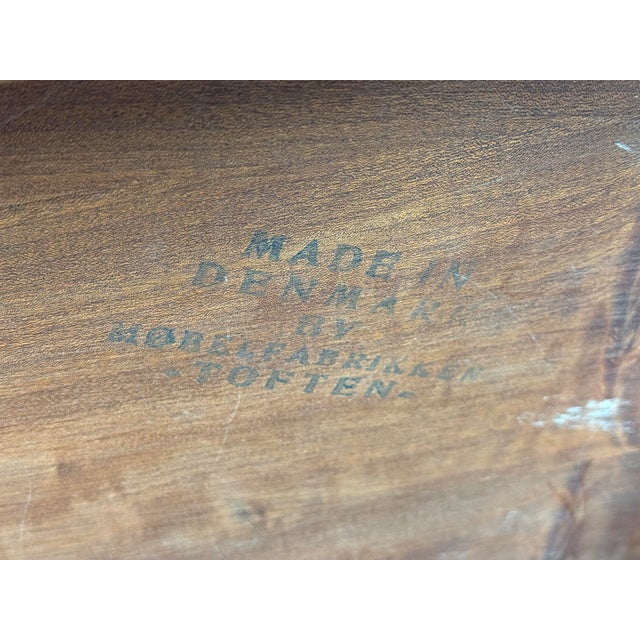 MADE IN
DENMARK
BY
MØBELFABRIKKEN
-TOFTEN-